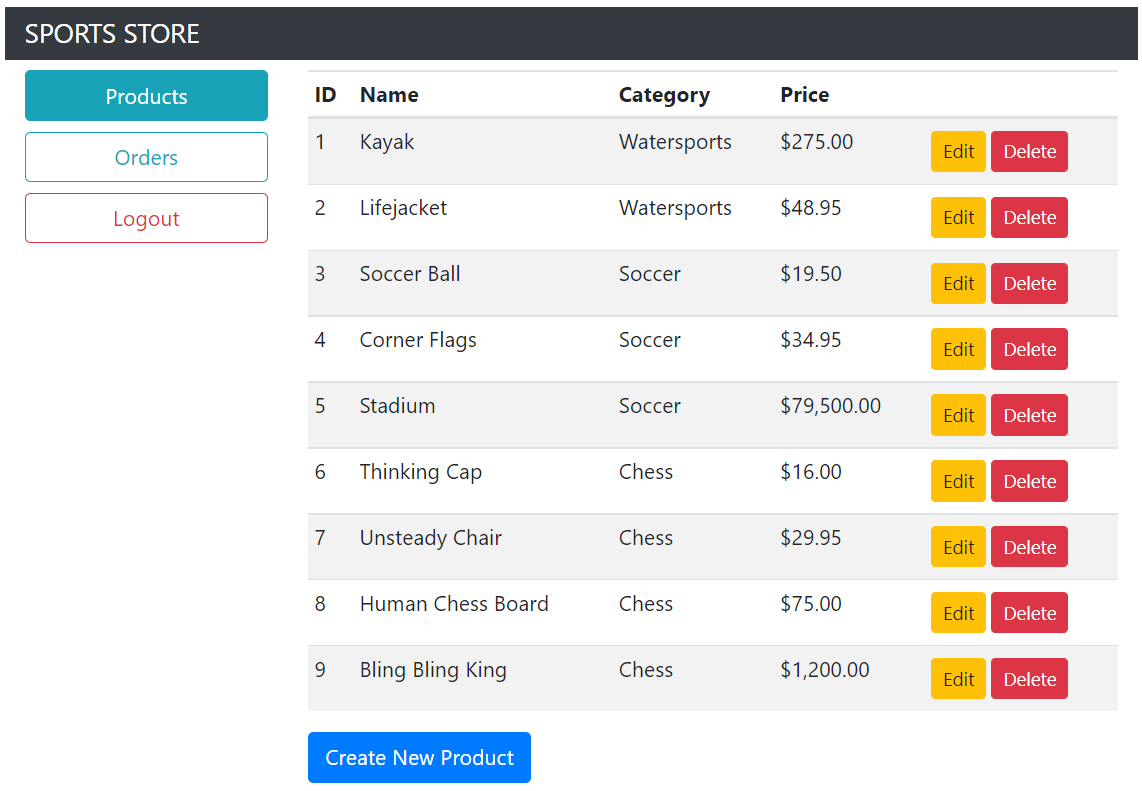 SPORTS STORE
Products
Orders
Logout
ID Name Category Price
1 Kayak Watersports $275.00 Edit Delete
2 Lifejacket Watersports $48.95 Edit Delete
3 Soccer Ball Soccer $19.50 Edit Delete
4 Corner Flags Soccer $34.95 Edit Delete
5 Stadium Soccer $79,500.00 Edit Delete
6 Thinking Cap Chess $16.00 Edit Delete
7 Unsteady Chair Chess $29.95 Edit Delete
8 Human Chess Board Chess $75.00 Edit Delete
9 Bling Bling King Chess $1,200.00 Edit Delete
Create New Product